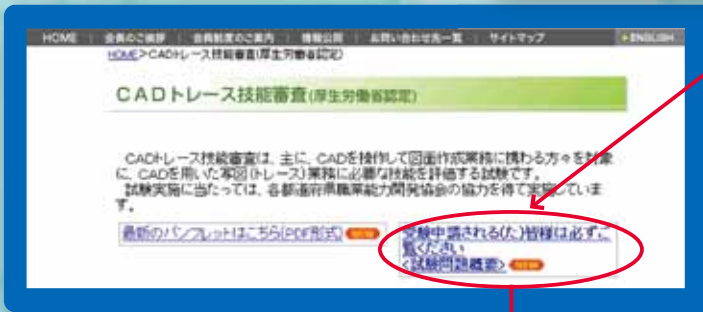 HOME | 会員のご挨拶 | 会員制度のご案内 | 情報公開 | お問い合わせ先一覧 | サイトマップ ENGLISH
HOME>CADトレース技能審査(厚生労働省認定)
CADトレース技能審査(厚生労働省認定)
CADトレース技能審査は、主に、CADを操作して図面作成業務に携わる方々を対象
に、CADを用いた写図(トレース)業務に必要な技能を評価する試験です。
試験実施に当たっては、各都道府県職業能力開発協会の協力を得て実施していま
す。
最新のパンフレットはこちら(PDF形式) NEW 受験申請される(た)皆様は必ずご
覧ください
<試験問題概要> NEW